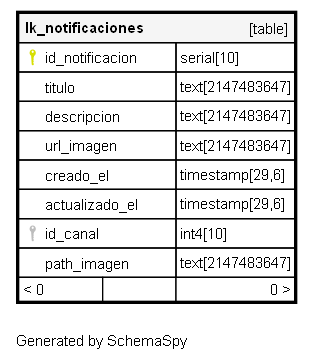 lk_notificaciones [table]
id_notificacion serial[10]
titulo text[2147483647]
descripcion text[2147483647]
url_imagen text[2147483647]
creado_el timestamp[29,6]
actualizado_el timestamp[29,6]
id_canal int4[10]
path_imagen text[2147483647]
< 0 0 >
Generated by SchemaSpy